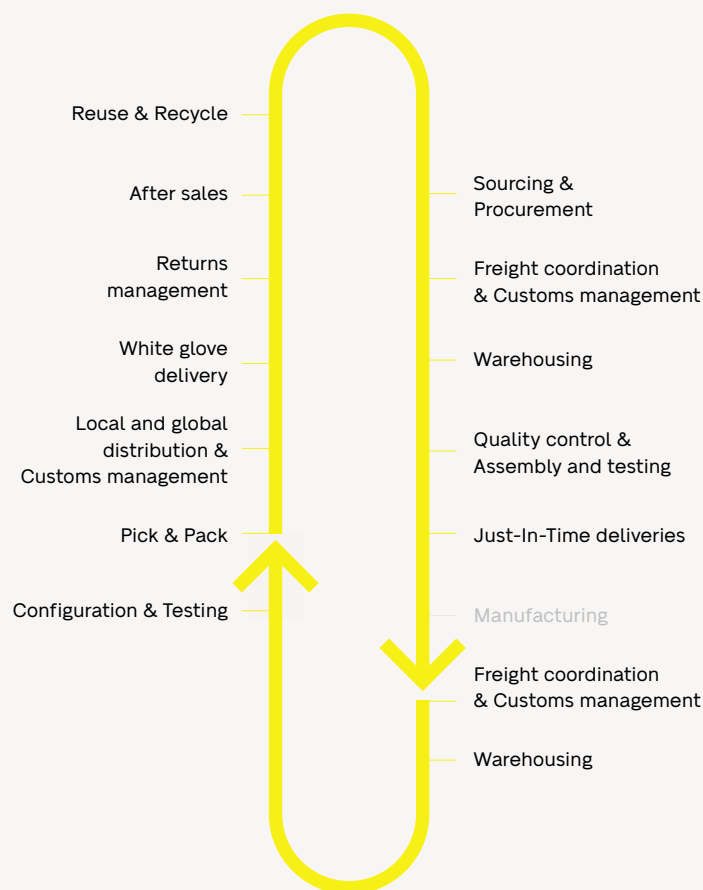 Reuse & Recycle
After sales
Returns
management
White glove
delivery
Local and global
distribution &
Customs management
Pick & Pack
Configuration & Testing
Sourcing &
Procurement
Freight coordination
& Customs management
Warehousing
Quality control &
Assembly and testing
Just-In-Time deliveries
Manufacturing
Freight coordination
& Customs management
Warehousing